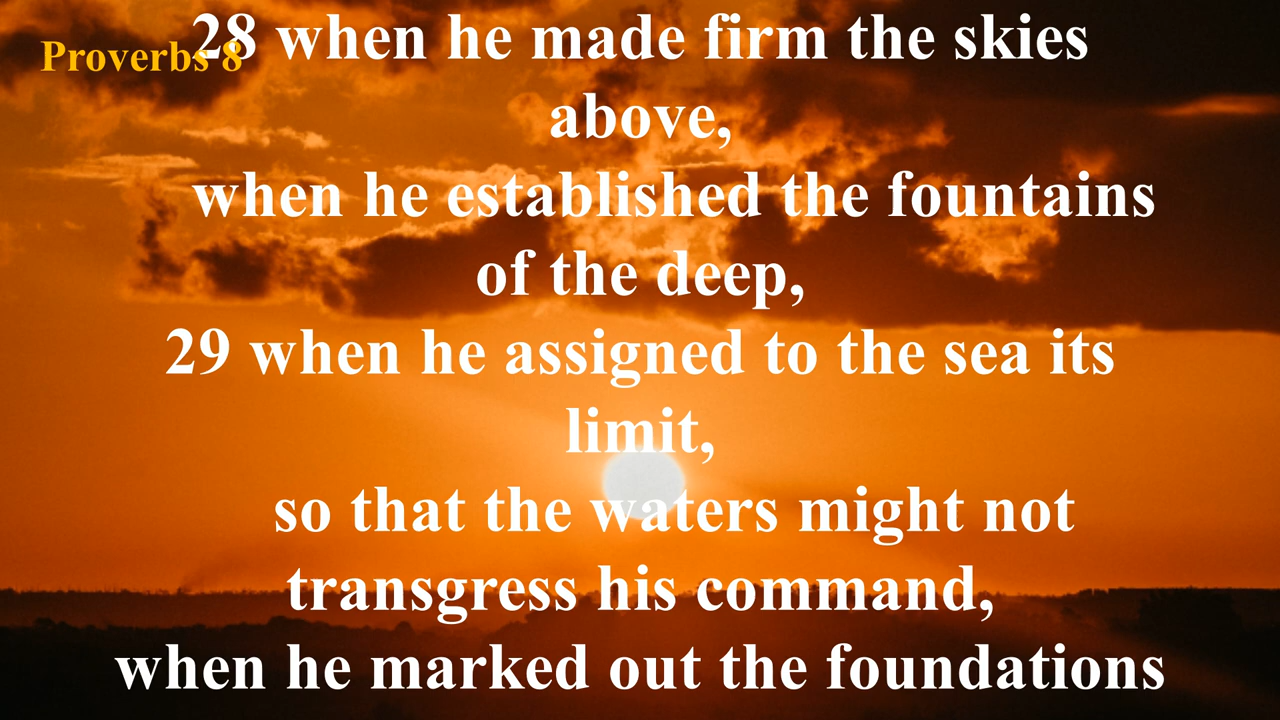 Proverbs 8
28 when he made firm the skies
above,
when he established the fountains
of the deep,
29 when he assigned to the sea its
limit,
so that the waters might not
transgress his command,
when he marked out the foundations